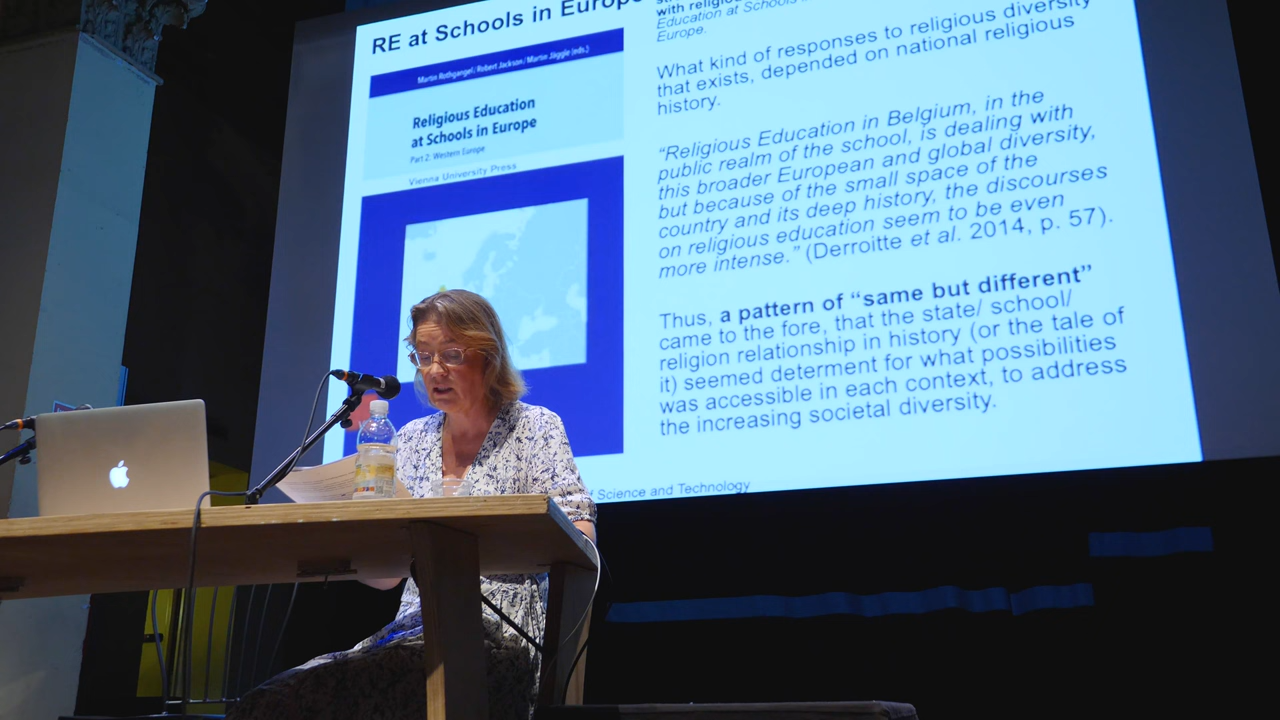 RE at Schools in Europe
Martin Rothgangel / Robert Jackson / Martin Jäggle (eds.)
Religious Education
at Schools in Europe
Part 2: Western Europe
Vienna University Press
with religio
Education at Schools in
Europe.
What kind of responses to religious diversity
that exists, depended on national religious
history.
“Religious Education in Belgium, in the
public realm of the school, is dealing with
this broader European and global diversity,
but because of the small space of the
country and its deep history, the discourses
on religious education seem to be even
more intense.” (Derroitte et al. 2014, p. 57).
Thus, a pattern of “same but different”
came to the fore, that the state/ school/
religion relationship in history (or the tale of
it) seemed determent for what possibilities
was accessible in each context, to address
the increasing societal diversity.
Science and Technology